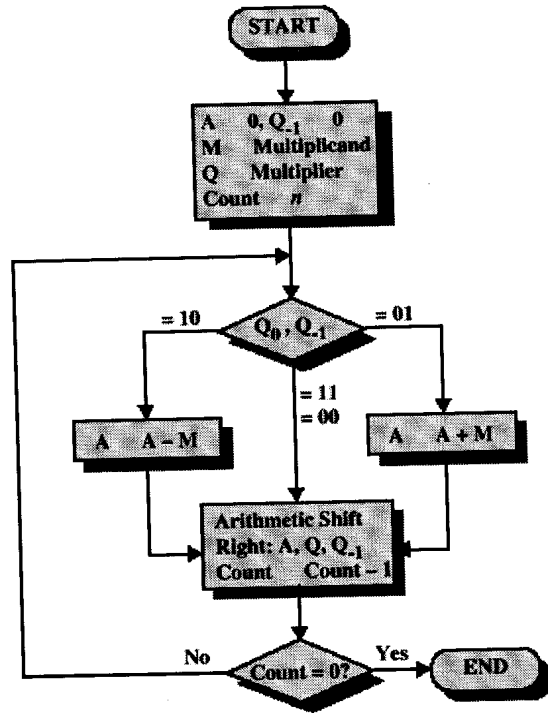 START
A 0, Q₋₁ 0
M Multiplicand
Q Multiplier
Count n
= 10
Q₀, Q₋₁
= 01
= 11
= 00
A A – M
A A + M
Arithmetic Shift
Right: A, Q, Q₋₁
Count Count – 1
No
Count = 0?
Yes
END